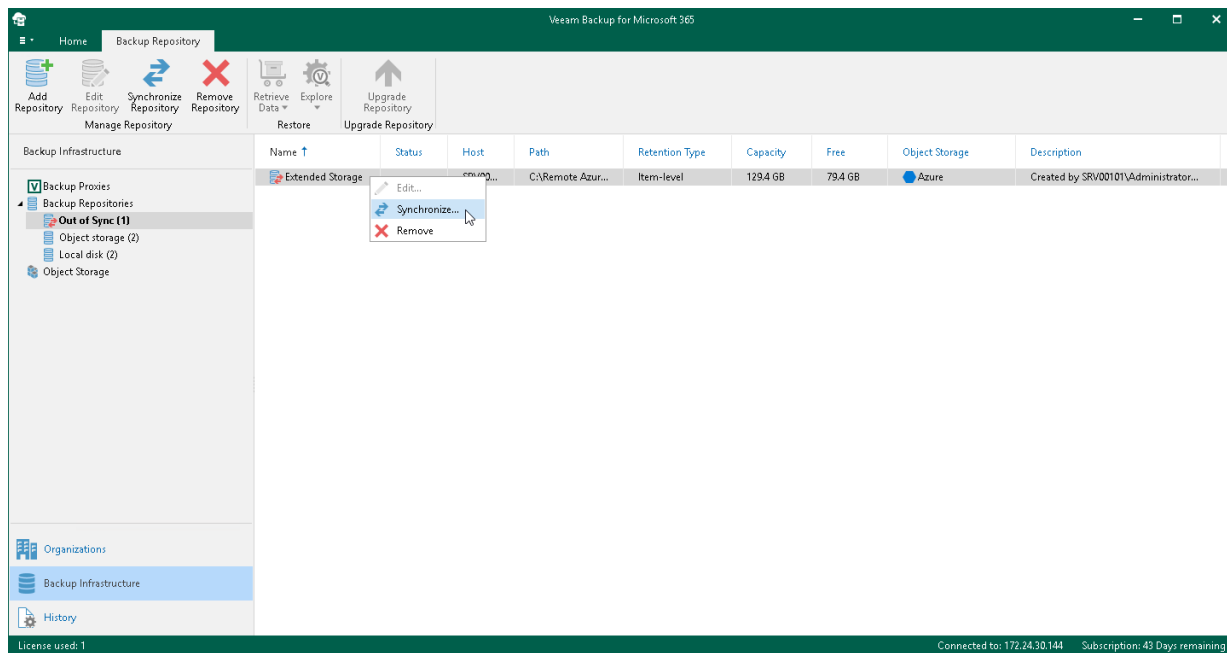 Veeam Backup for Microsoft 365
Home Backup Repository
Add Repository
Edit Repository
Synchronize Repository
Remove Repository
Manage Repository
Retrieve Data
Explore
Restore
Upgrade Repository
Upgrade Repository
Backup Infrastructure
Backup Proxies
Backup Repositories
Out of Sync (1)
Object storage (2)
Local disk (2)
Object Storage
Name Status Host Path Retention Type Capacity Free Object Storage Description
Extended Storage C:\Remote Azur... Item-level 129.4 GB 79.4 GB Azure Created by SRV00101\Administrator...
Edit...
Synchronize...
Remove
Organizations
Backup Infrastructure
History
License used: 1
Connected to: 172.24.30.144 Subscription: 43 Days remaining